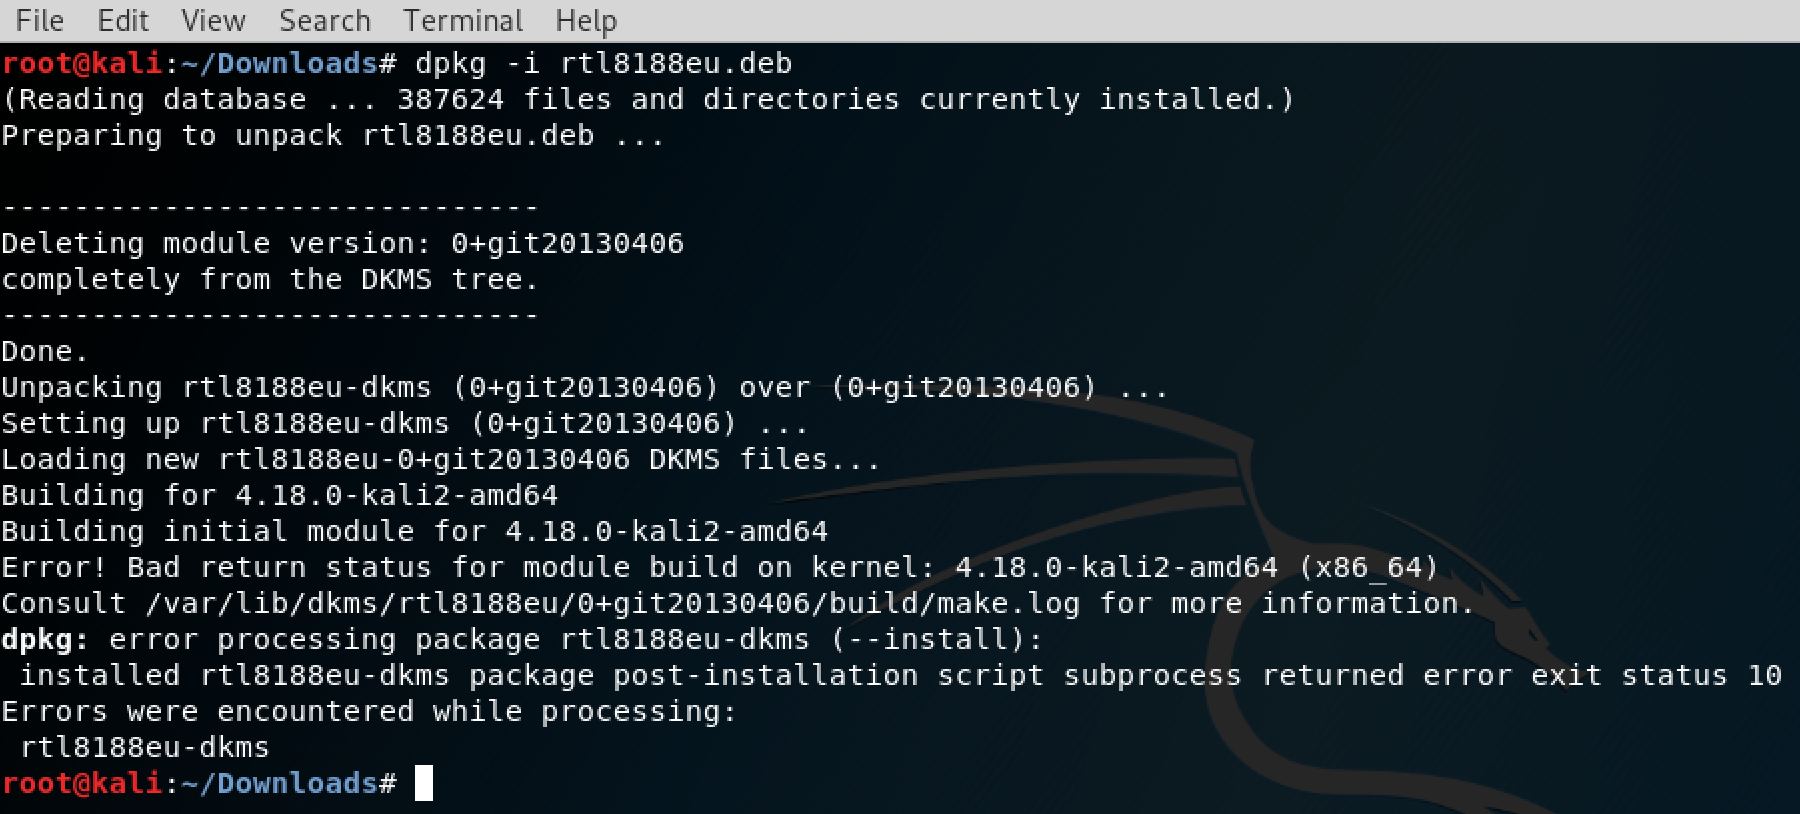 File Edit View Search Terminal Help
root@kali:~/Downloads# dpkg -i rtl8188eu.deb
(Reading database ... 387624 files and directories currently installed.)
Preparing to unpack rtl8188eu.deb ...
------------------------------
Deleting module version: 0+git20130406
completely from the DKMS tree.
------------------------------
Done.
Unpacking rtl8188eu-dkms (0+git20130406) over (0+git20130406) ...
Setting up rtl8188eu-dkms (0+git20130406) ...
Loading new rtl8188eu-0+git20130406 DKMS files...
Building for 4.18.0-kali2-amd64
Building initial module for 4.18.0-kali2-amd64
Error! Bad return status for module build on kernel: 4.18.0-kali2-amd64 (x86_64)
Consult /var/lib/dkms/rtl8188eu/0+git20130406/build/make.log for more information.
dpkg: error processing package rtl8188eu-dkms (--install):
 installed rtl8188eu-dkms package post-installation script subprocess returned error exit status 10
Errors were encountered while processing:
 rtl8188eu-dkms
root@kali:~/Downloads#